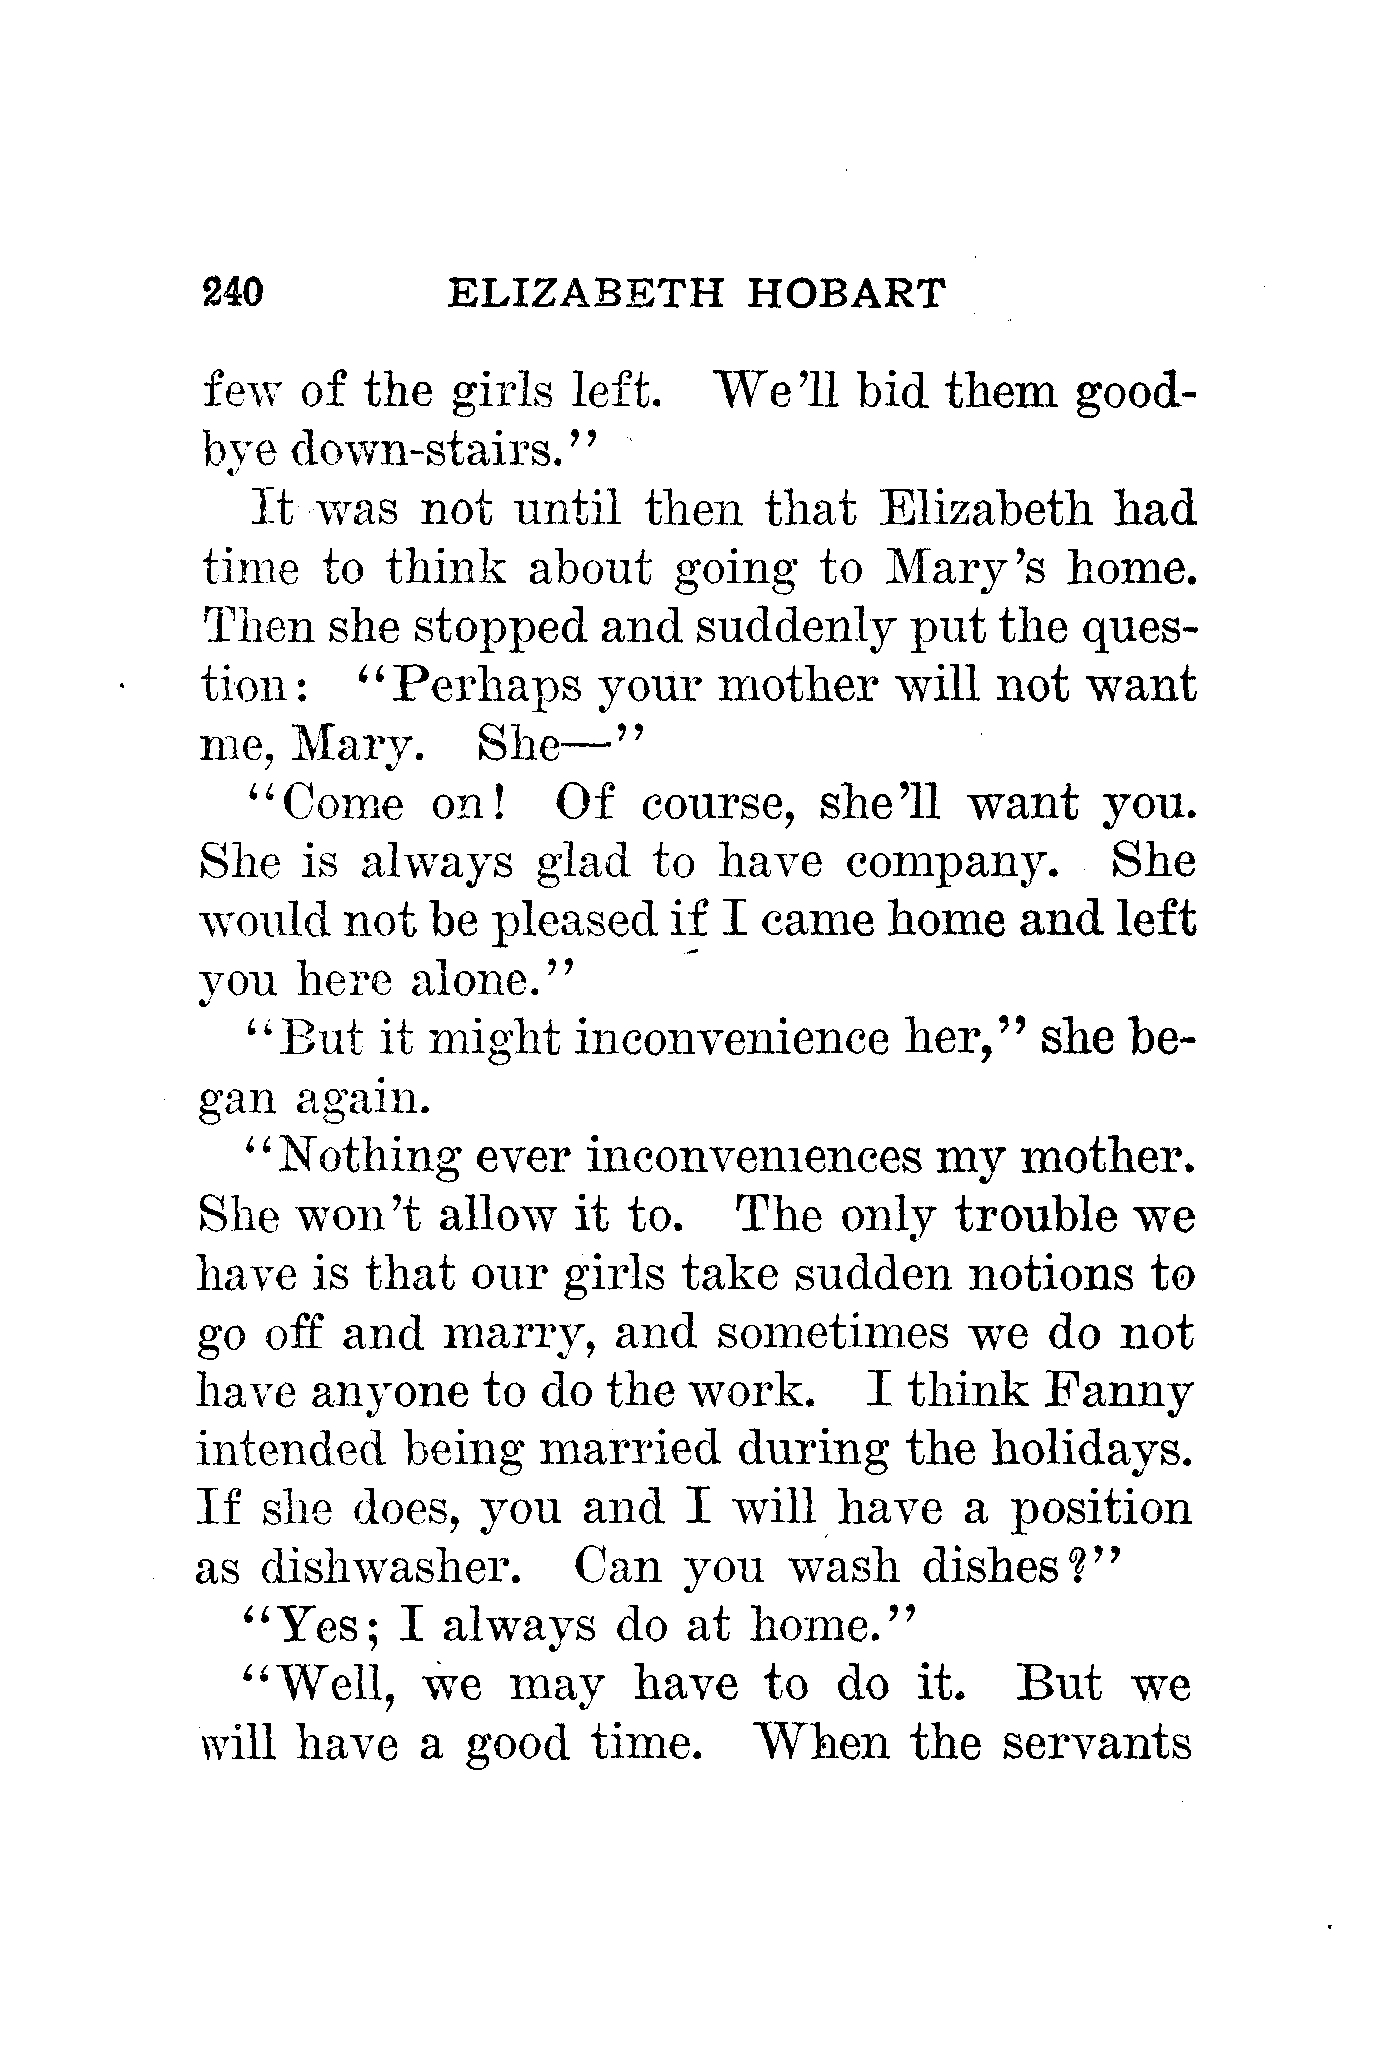 240 ELIZABETH HOBART
few of the girls left. We'll bid them good-
bye down-stairs."
It was not until then that Elizabeth had
time to think about going to Mary's home.
Then she stopped and suddenly put the ques-
tion: "Perhaps your mother will not want
me, Mary. She—"
"Come on! Of course, she'll want you.
She is always glad to have company. She
would not be pleased if I came home and left
you here alone."
"But it might inconvenience her," she be-
gan again.
"Nothing ever inconveniences my mother.
She won't allow it to. The only trouble we
have is that our girls take sudden notions to
go off and marry, and sometimes we do not
have anyone to do the work. I think Fanny
intended being married during the holidays.
If she does, you and I will have a position
as dishwasher. Can you wash dishes?"
"Yes; I always do at home."
"Well, we may have to do it. But we
will have a good time. When the servants